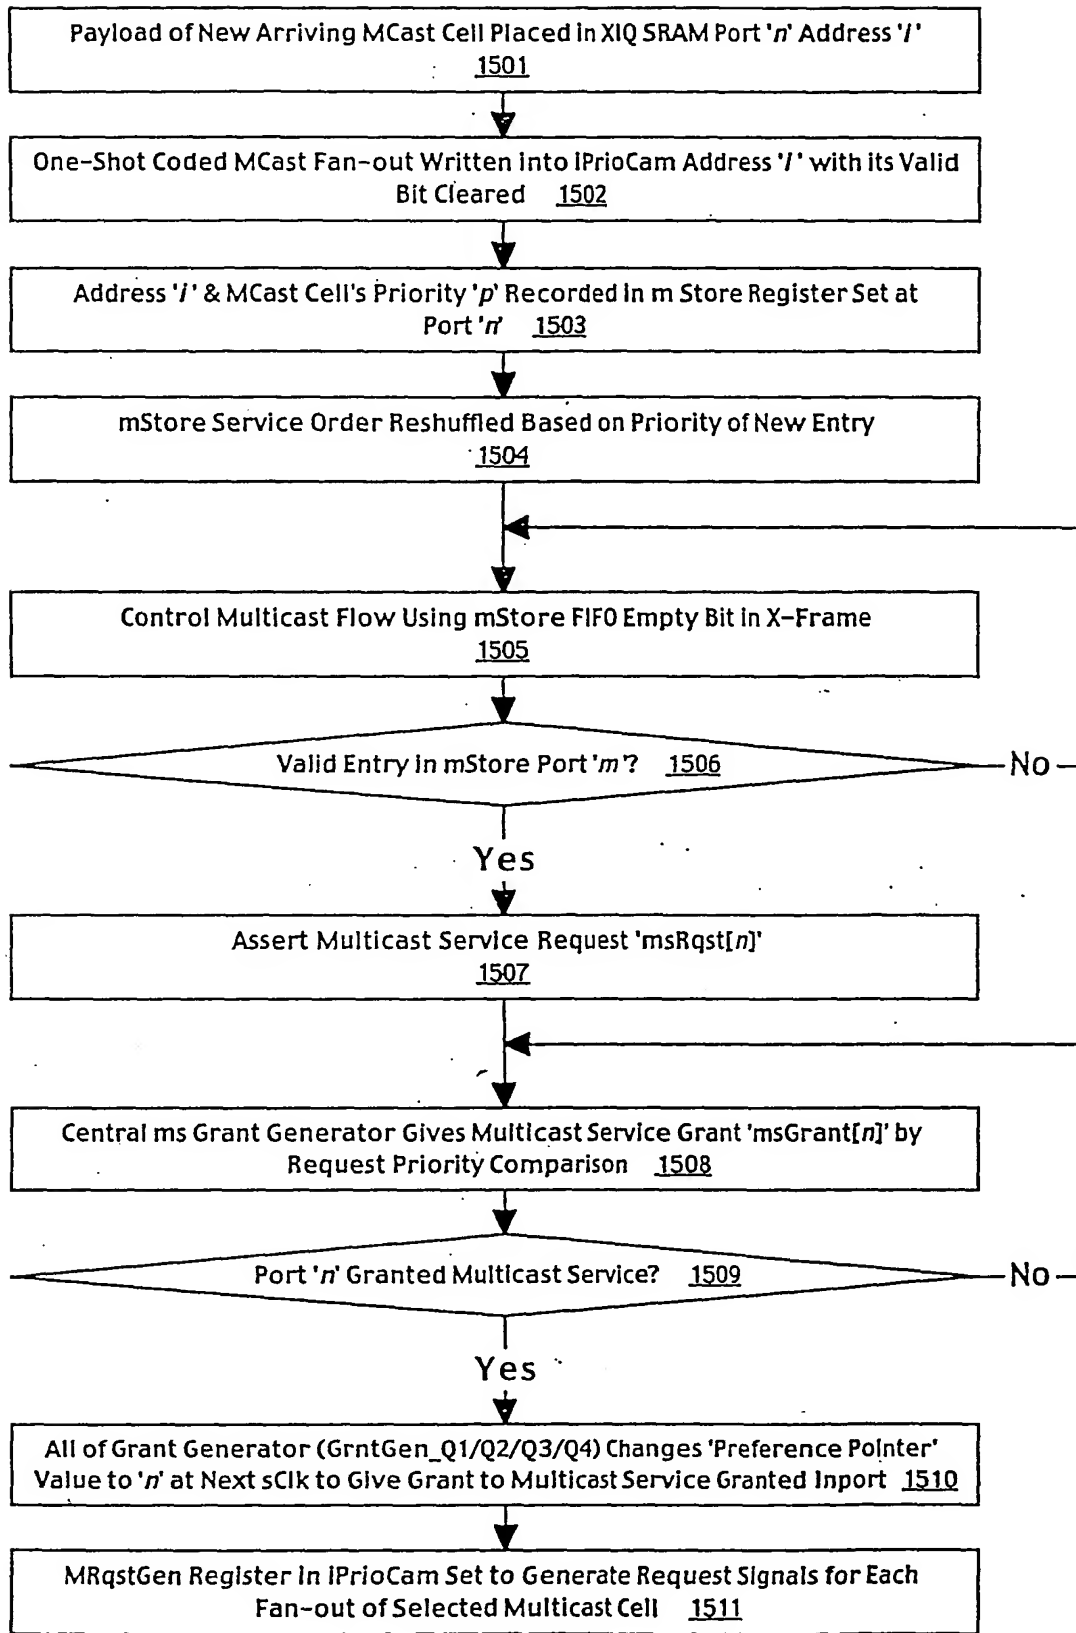 Payload of New Arriving MCast Cell Placed in XIQ SRAM Port 'n' Address 'i'
1501
One-Shot Coded MCast Fan-out Written into iPrioCam Address 'i' with its Valid
Bit Cleared 1502
Address 'i' & MCast Cell's Priority 'p' Recorded in m Store Register Set at
Port 'n' 1503
mStore Service Order Reshuffled Based on Priority of New Entry
1504
Control Multicast Flow Using mStore FIFO Empty Bit in X-Frame
1505
Valid Entry in mStore Port 'm'? 1506
No
Yes
Assert Multicast Service Request 'msRqst[n]'
1507
Central ms Grant Generator Gives Multicast Service Grant 'msGrant[n]' by
Request Priority Comparison 1508
Port 'n' Granted Multicast Service? 1509
No
Yes
All of Grant Generator (GrntGen_Q1/Q2/Q3/Q4) Changes 'Preference Pointer'
Value to 'n' at Next sClk to Give Grant to Multicast Service Granted Inport 1510
MRqstGen Register in iPrioCam Set to Generate Request Signals for Each
Fan-out of Selected Multicast Cell 1511